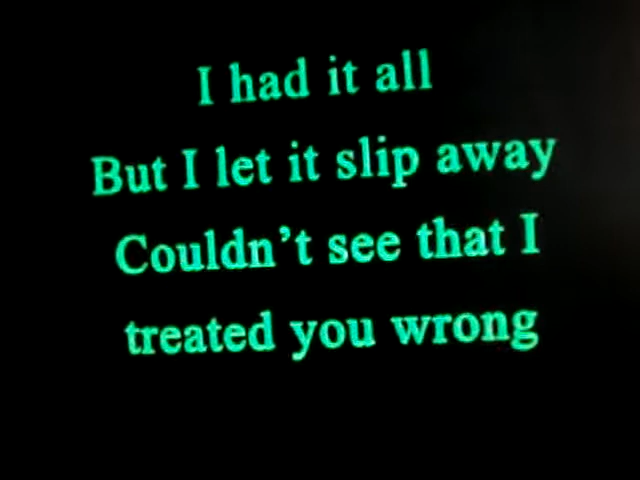 I had it all
But I let it slip away
Couldn't see that I
treated you wrong